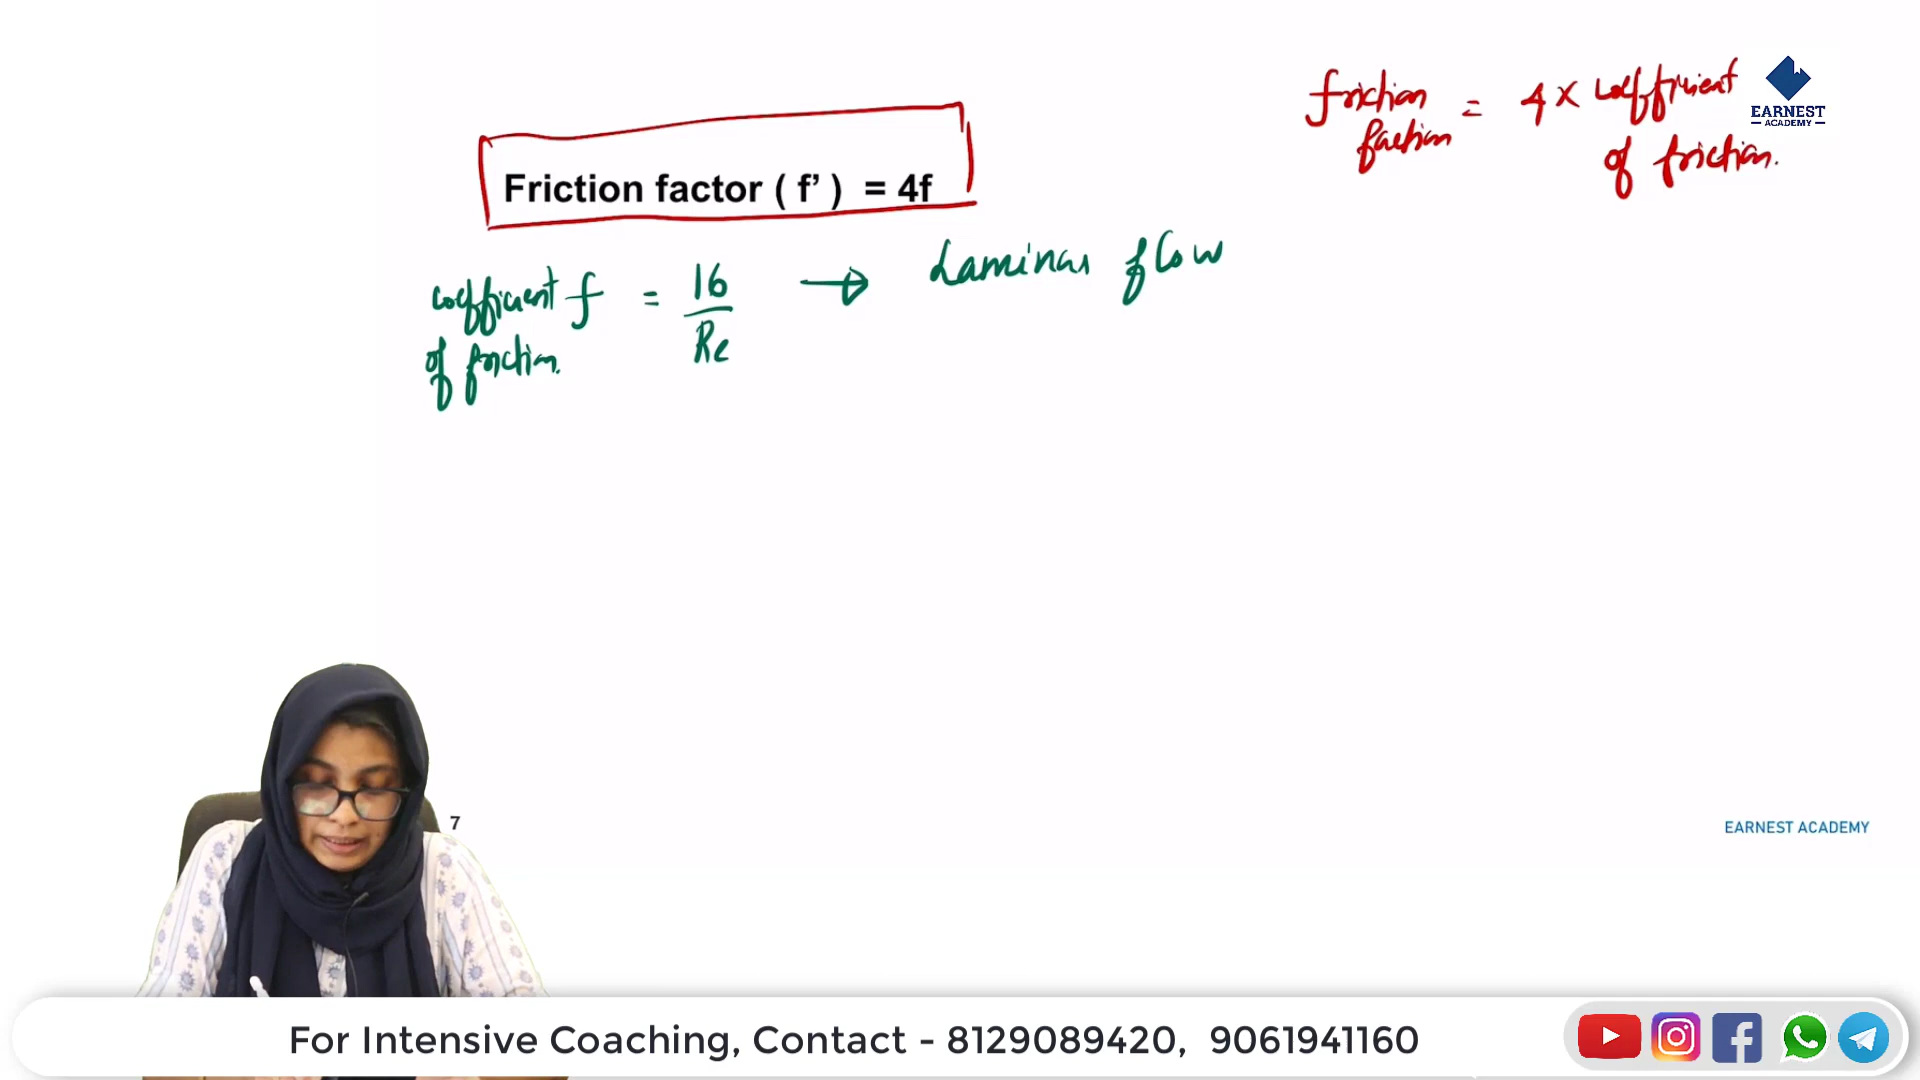 friction = 4 x coefficient
faction of friction.
EARNEST
ACADEMY
Friction factor ( f’ ) = 4f
coefficient f = 16 → Laminar flow
of friction. Re
7
EARNEST ACADEMY
For Intensive Coaching, Contact - 8129089420, 9061941160